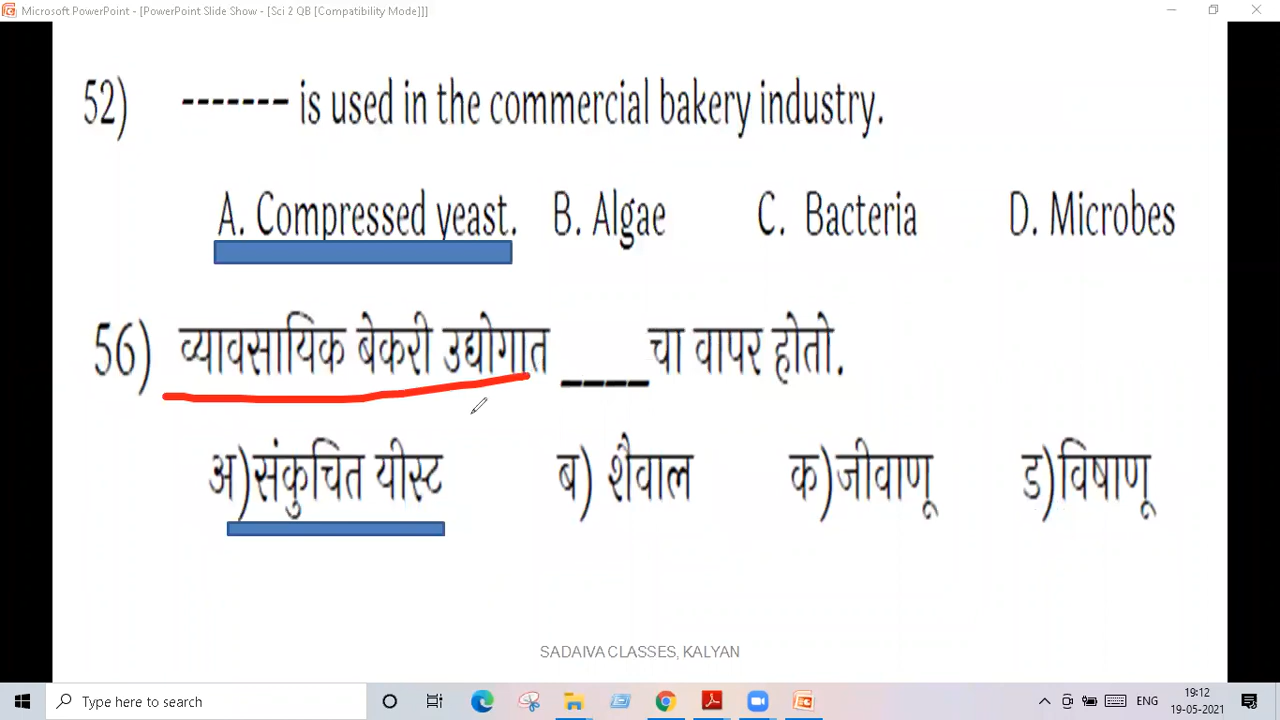 Microsoft PowerPoint - [PowerPoint Slide Show - [Sci 2 QB [Compatibility Mode]]]
52) ------- is used in the commercial bakery industry.
A. Compressed yeast. B. Algae C. Bacteria D. Microbes
56) व्यावसायिक बेकरी उद्योगात ____चा वापर होतो.
अ)संकुचित यीस्ट ब) शैवाल क)जीवाणू ड)विषाणू
SADAIVA CLASSES, KALYAN
Type here to search
ENG
19:12
19-05-2021